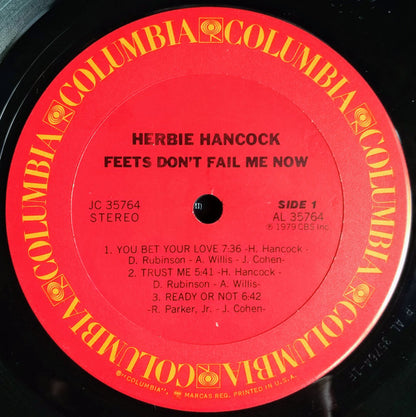 COLUMBIA COLUMBIA COLUMBIA COLUMBIA COLUMBIA COLUMBIA
HERBIE HANCOCK
FEETS DON'T FAIL ME NOW
JC 35764
STEREO
SIDE 1
AL 35764
℗ 1979 CBS Inc.
1. YOU BET YOUR LOVE 7:36 -H. Hancock-
D. Rubinson - A. Willis - J. Cohen-
2. TRUST ME 5:41 -H. Hancock -
D. Rubinson - A. Willis-
3. READY OR NOT 6:42
-R. Parker, Jr. - J. Cohen-
"COLUMBIA", MARCAS REG. PRINTED IN U.S.A.